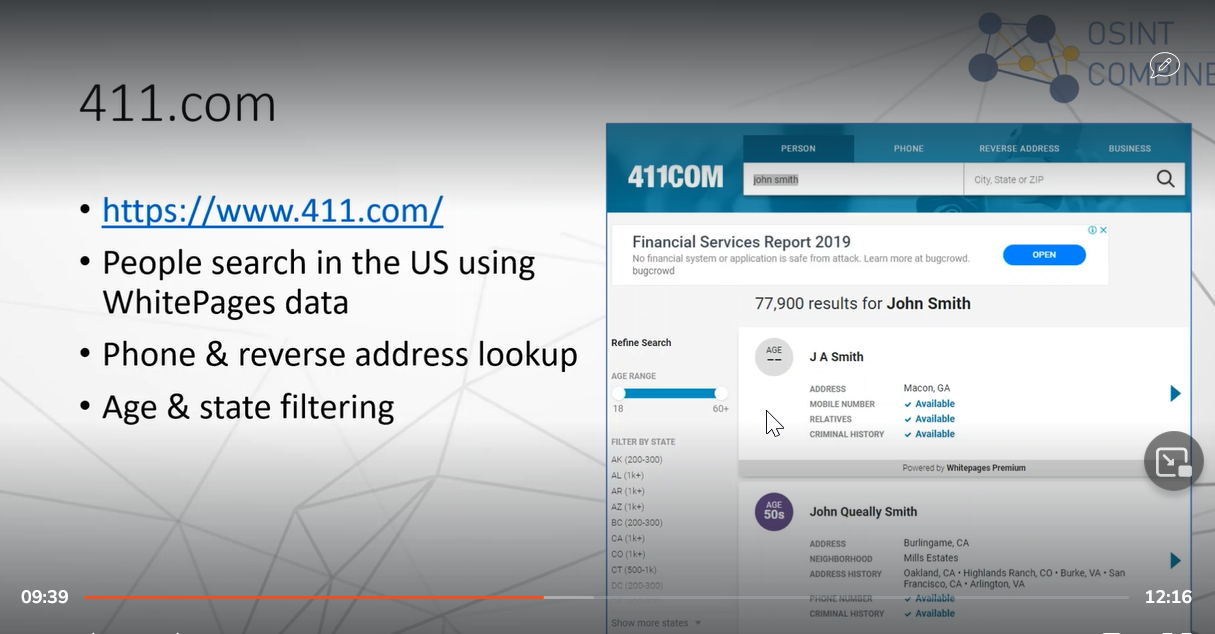 OSINT
COMBINE
411.com
• https://www.411.com/
• People search in the US using
WhitePages data
• Phone & reverse address lookup
• Age & state filtering
PERSON PHONE REVERSE ADDRESS BUSINESS
411COM
john smith City, State or ZIP
Financial Services Report 2019
No financial system or application is safe from attack. Learn more at bugcrowd.
bugcrowd
OPEN
77,900 results for John Smith
Refine Search
AGE RANGE
18 60+
FILTER BY STATE
AK (200-300)
AL (1k+)
AR (1k+)
AZ (1k+)
BC (200-300)
CA (1k+)
CO (1k+)
CT (500-1k)
DC (200-300)
Show more states
AGE
--
J A Smith
ADDRESS Macon, GA
MOBILE NUMBER Available
RELATIVES Available
CRIMINAL HISTORY Available
Powered by Whitepages Premium
AGE
50s
John Queally Smith
ADDRESS Burlingame, CA
NEIGHBORHOOD Mills Estates
ADDRESS HISTORY Oakland, CA • Highlands Ranch, CO • Burke, VA • San
Francisco, CA • Arlington, VA
PHONE NUMBER Available
CRIMINAL HISTORY Available
09:39 12:16